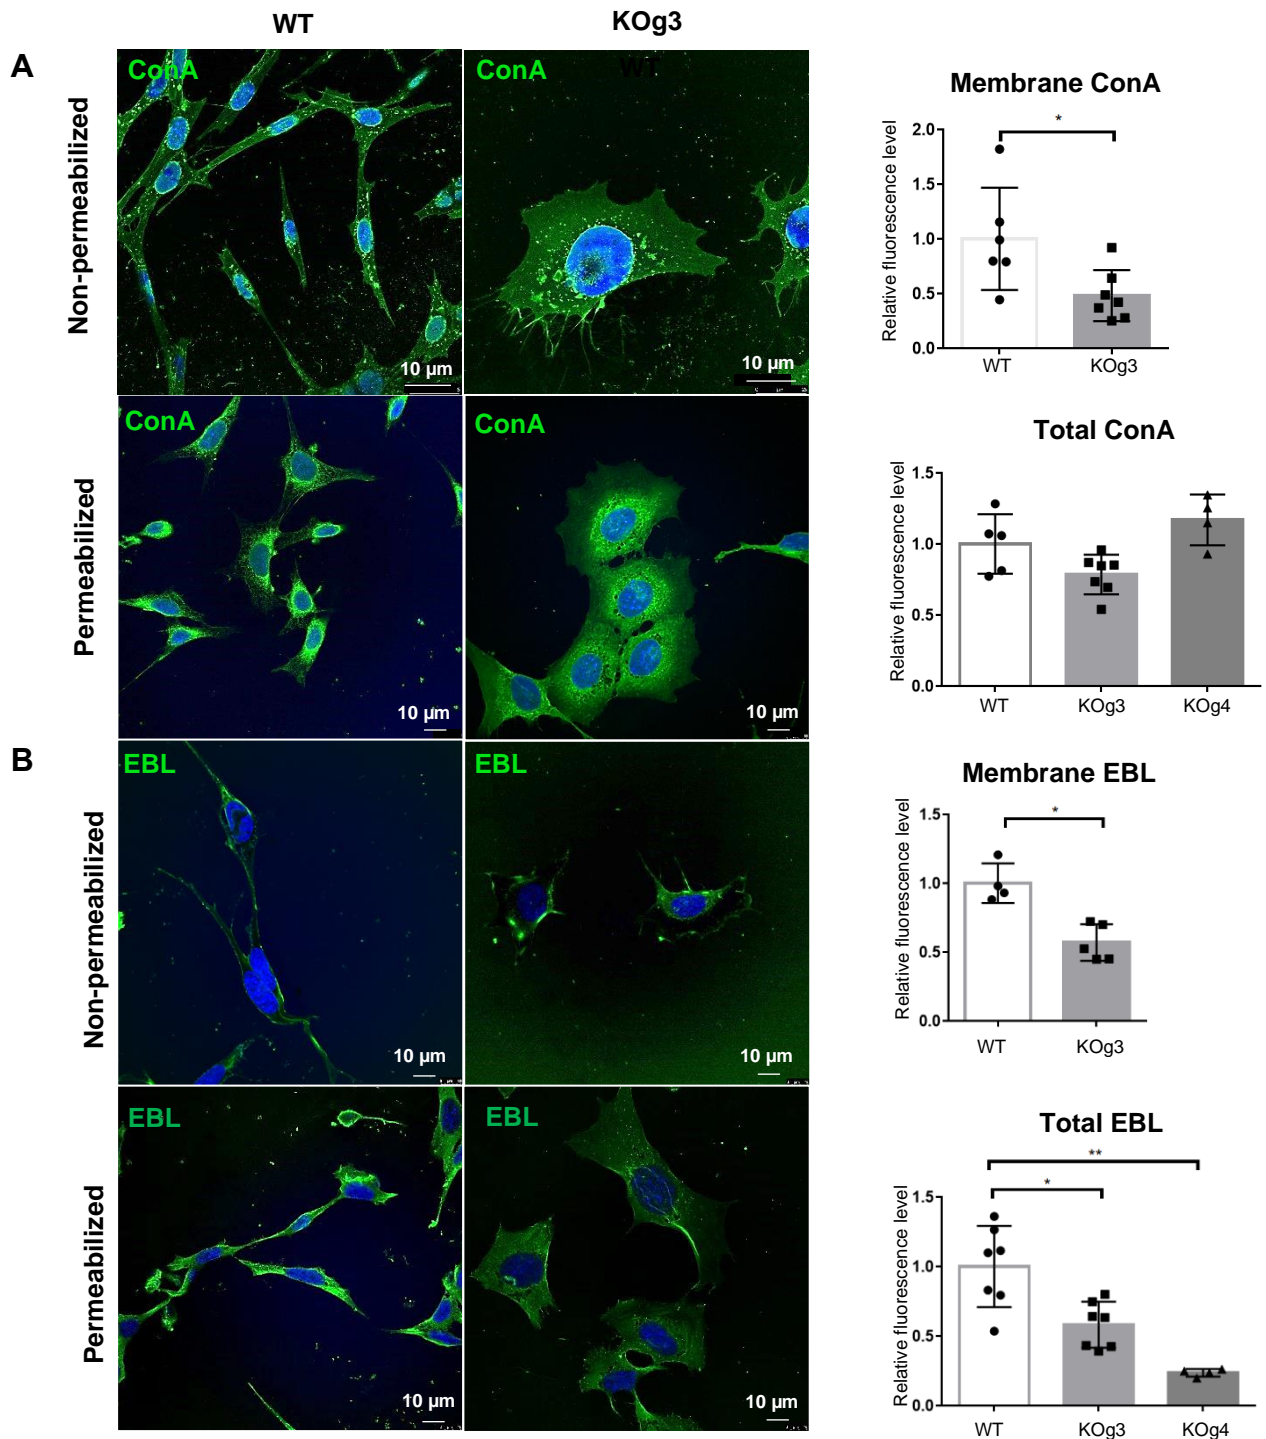 WT
KOg3
A
Non-permeabilized
ConA
10 µm
ConA
WT
10 µm
Membrane ConA
*
Relative fluorescence level
2.0
1.5
1.0
0.5
0.0
WT
KOg3
Permeabilized
ConA
10 µm
ConA
10 µm
Total ConA
Relative fluorescence level
1.5
1.0
0.5
0.0
WT
KOg3
KOg4
B
Non-permeabilized
EBL
10 µm
EBL
10 µm
Membrane EBL
*
Relative fluorescence level
1.5
1.0
0.5
0.0
WT
KOg3
Permeabilized
EBL
10 µm
EBL
10 µm
Total EBL
**
*
Relative fluorescence level
1.5
1.0
0.5
0.0
WT
KOg3
KOg4